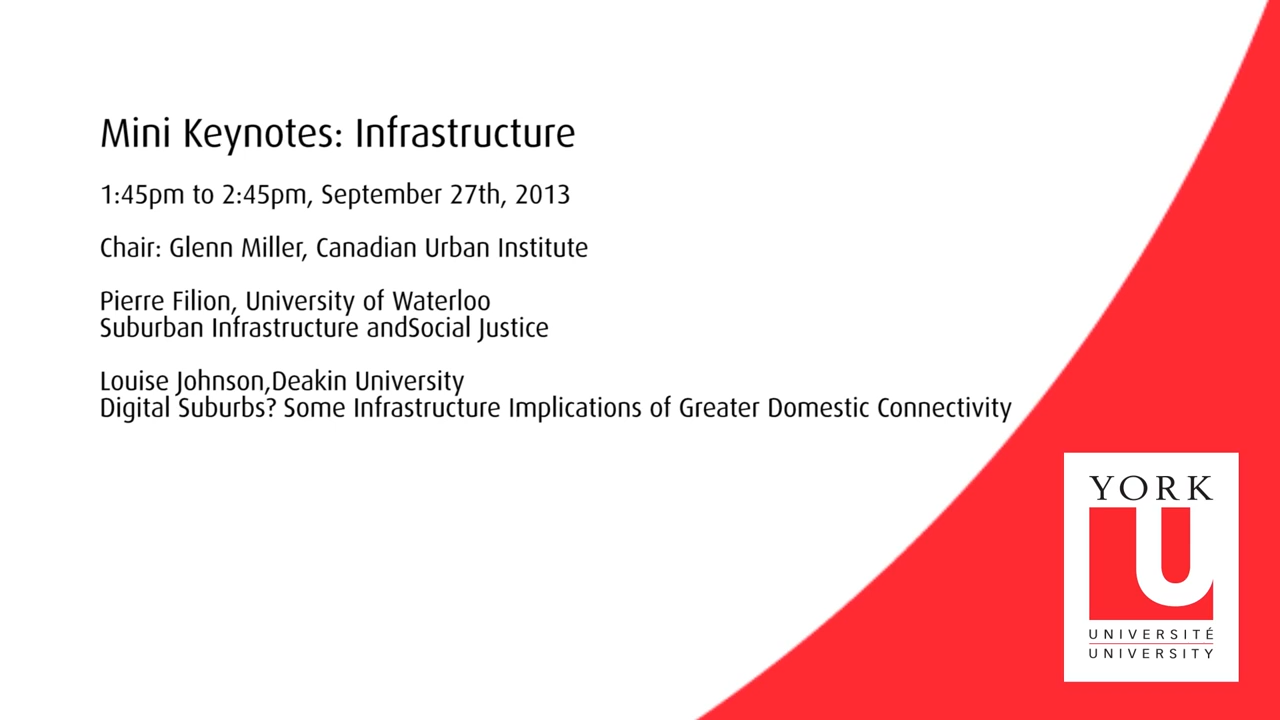 Mini Keynotes: Infrastructure
1:45pm to 2:45pm, September 27th, 2013
Chair: Glenn Miller, Canadian Urban Institute
Pierre Filion, University of Waterloo
Suburban Infrastructure andSocial Justice
Louise Johnson,Deakin University
Digital Suburbs? Some Infrastructure Implications of Greater Domestic Connectivity
YORK
U
UNIVERSITÉ
UNIVERSITY